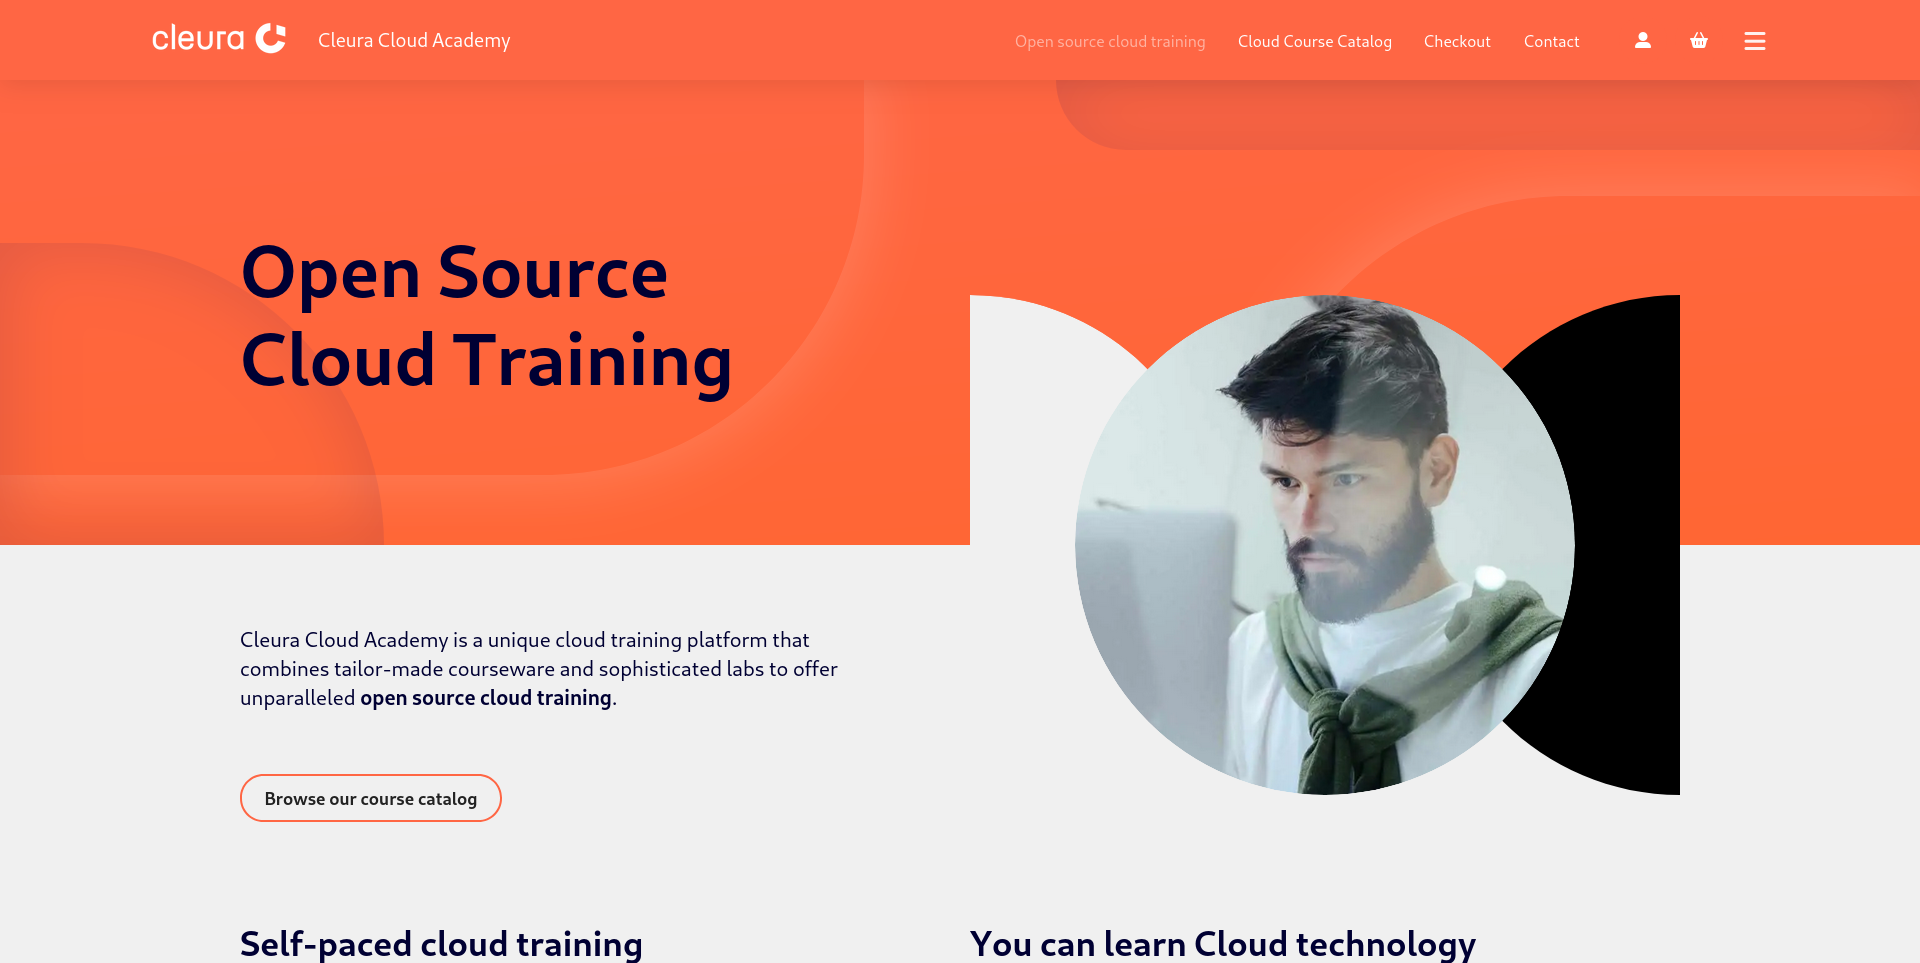 cleura
Cleura Cloud Academy
Open source cloud training
Cloud Course Catalog
Checkout
Contact
Open Source
Cloud Training
Cleura Cloud Academy is a unique cloud training platform that
combines tailor-made courseware and sophisticated labs to offer
unparalleled open source cloud training.
Browse our course catalog
Self-paced cloud training
You can learn Cloud technology